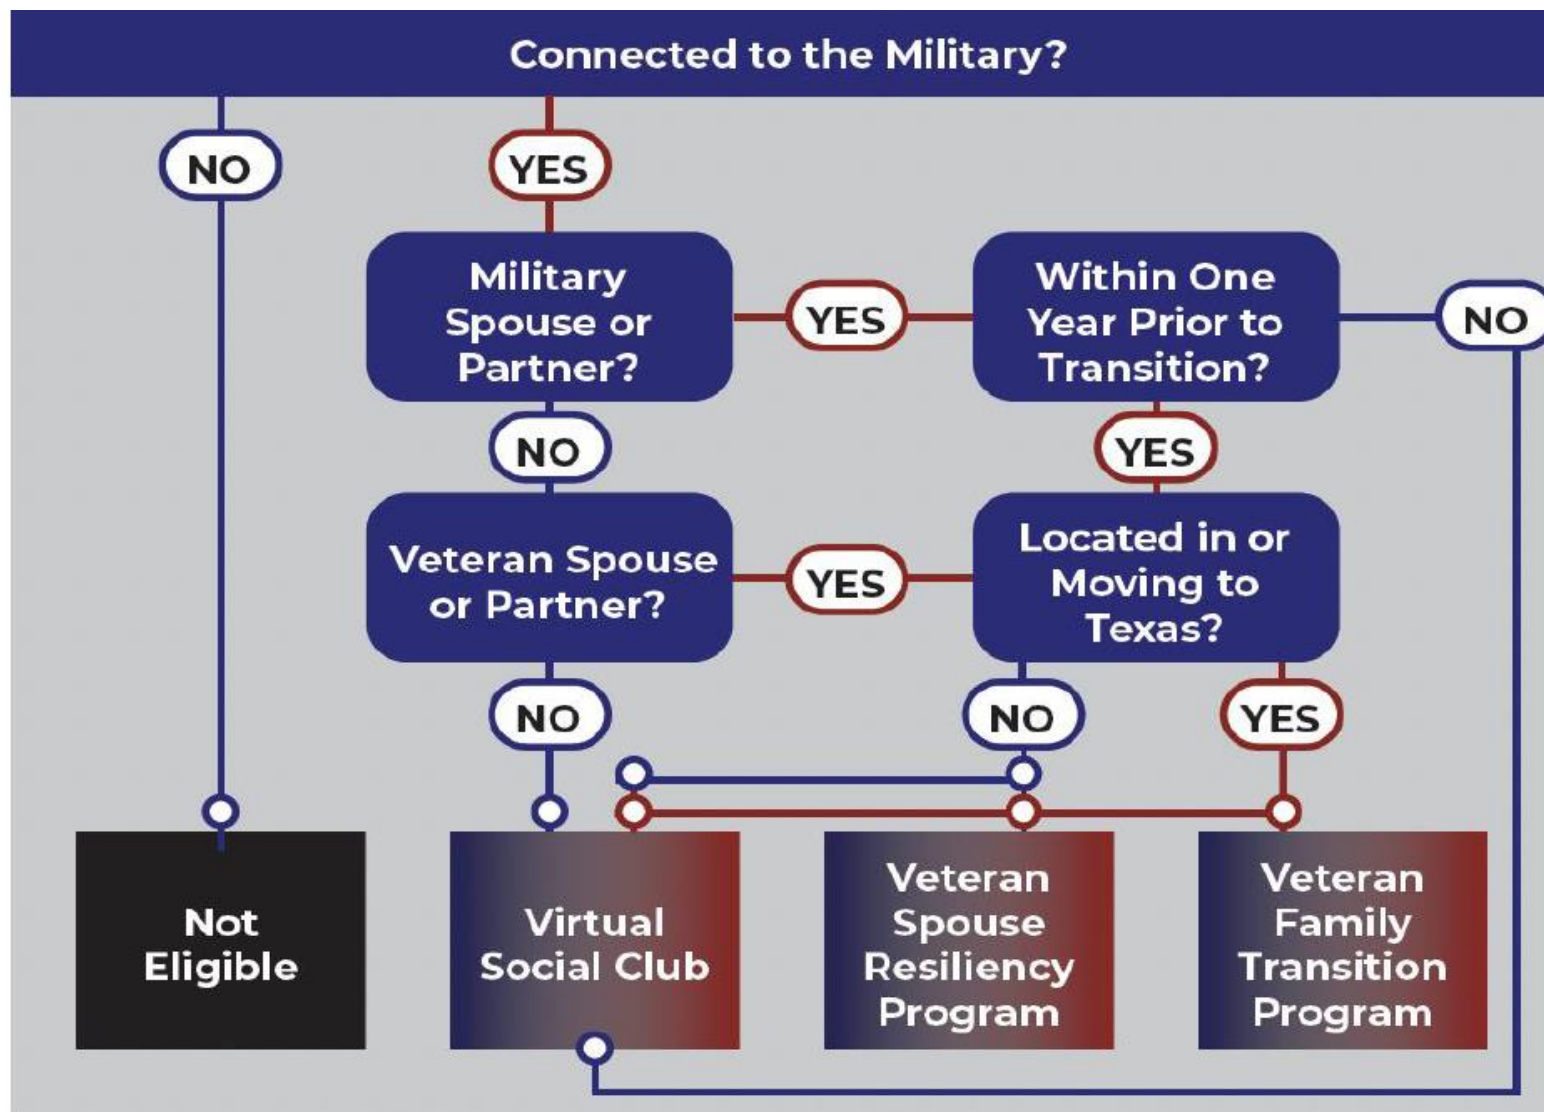 Connected to the Military?
NO
YES
Military
Spouse or
Partner?
YES
Within One
Year Prior to
Transition?
NO
NO
YES
Veteran Spouse
or Partner?
YES
Located in or
Moving to
Texas?
NO
NO
YES
Not
Eligible
Virtual
Social Club
Veteran
Spouse
Resiliency
Program
Veteran
Family
Transition
Program